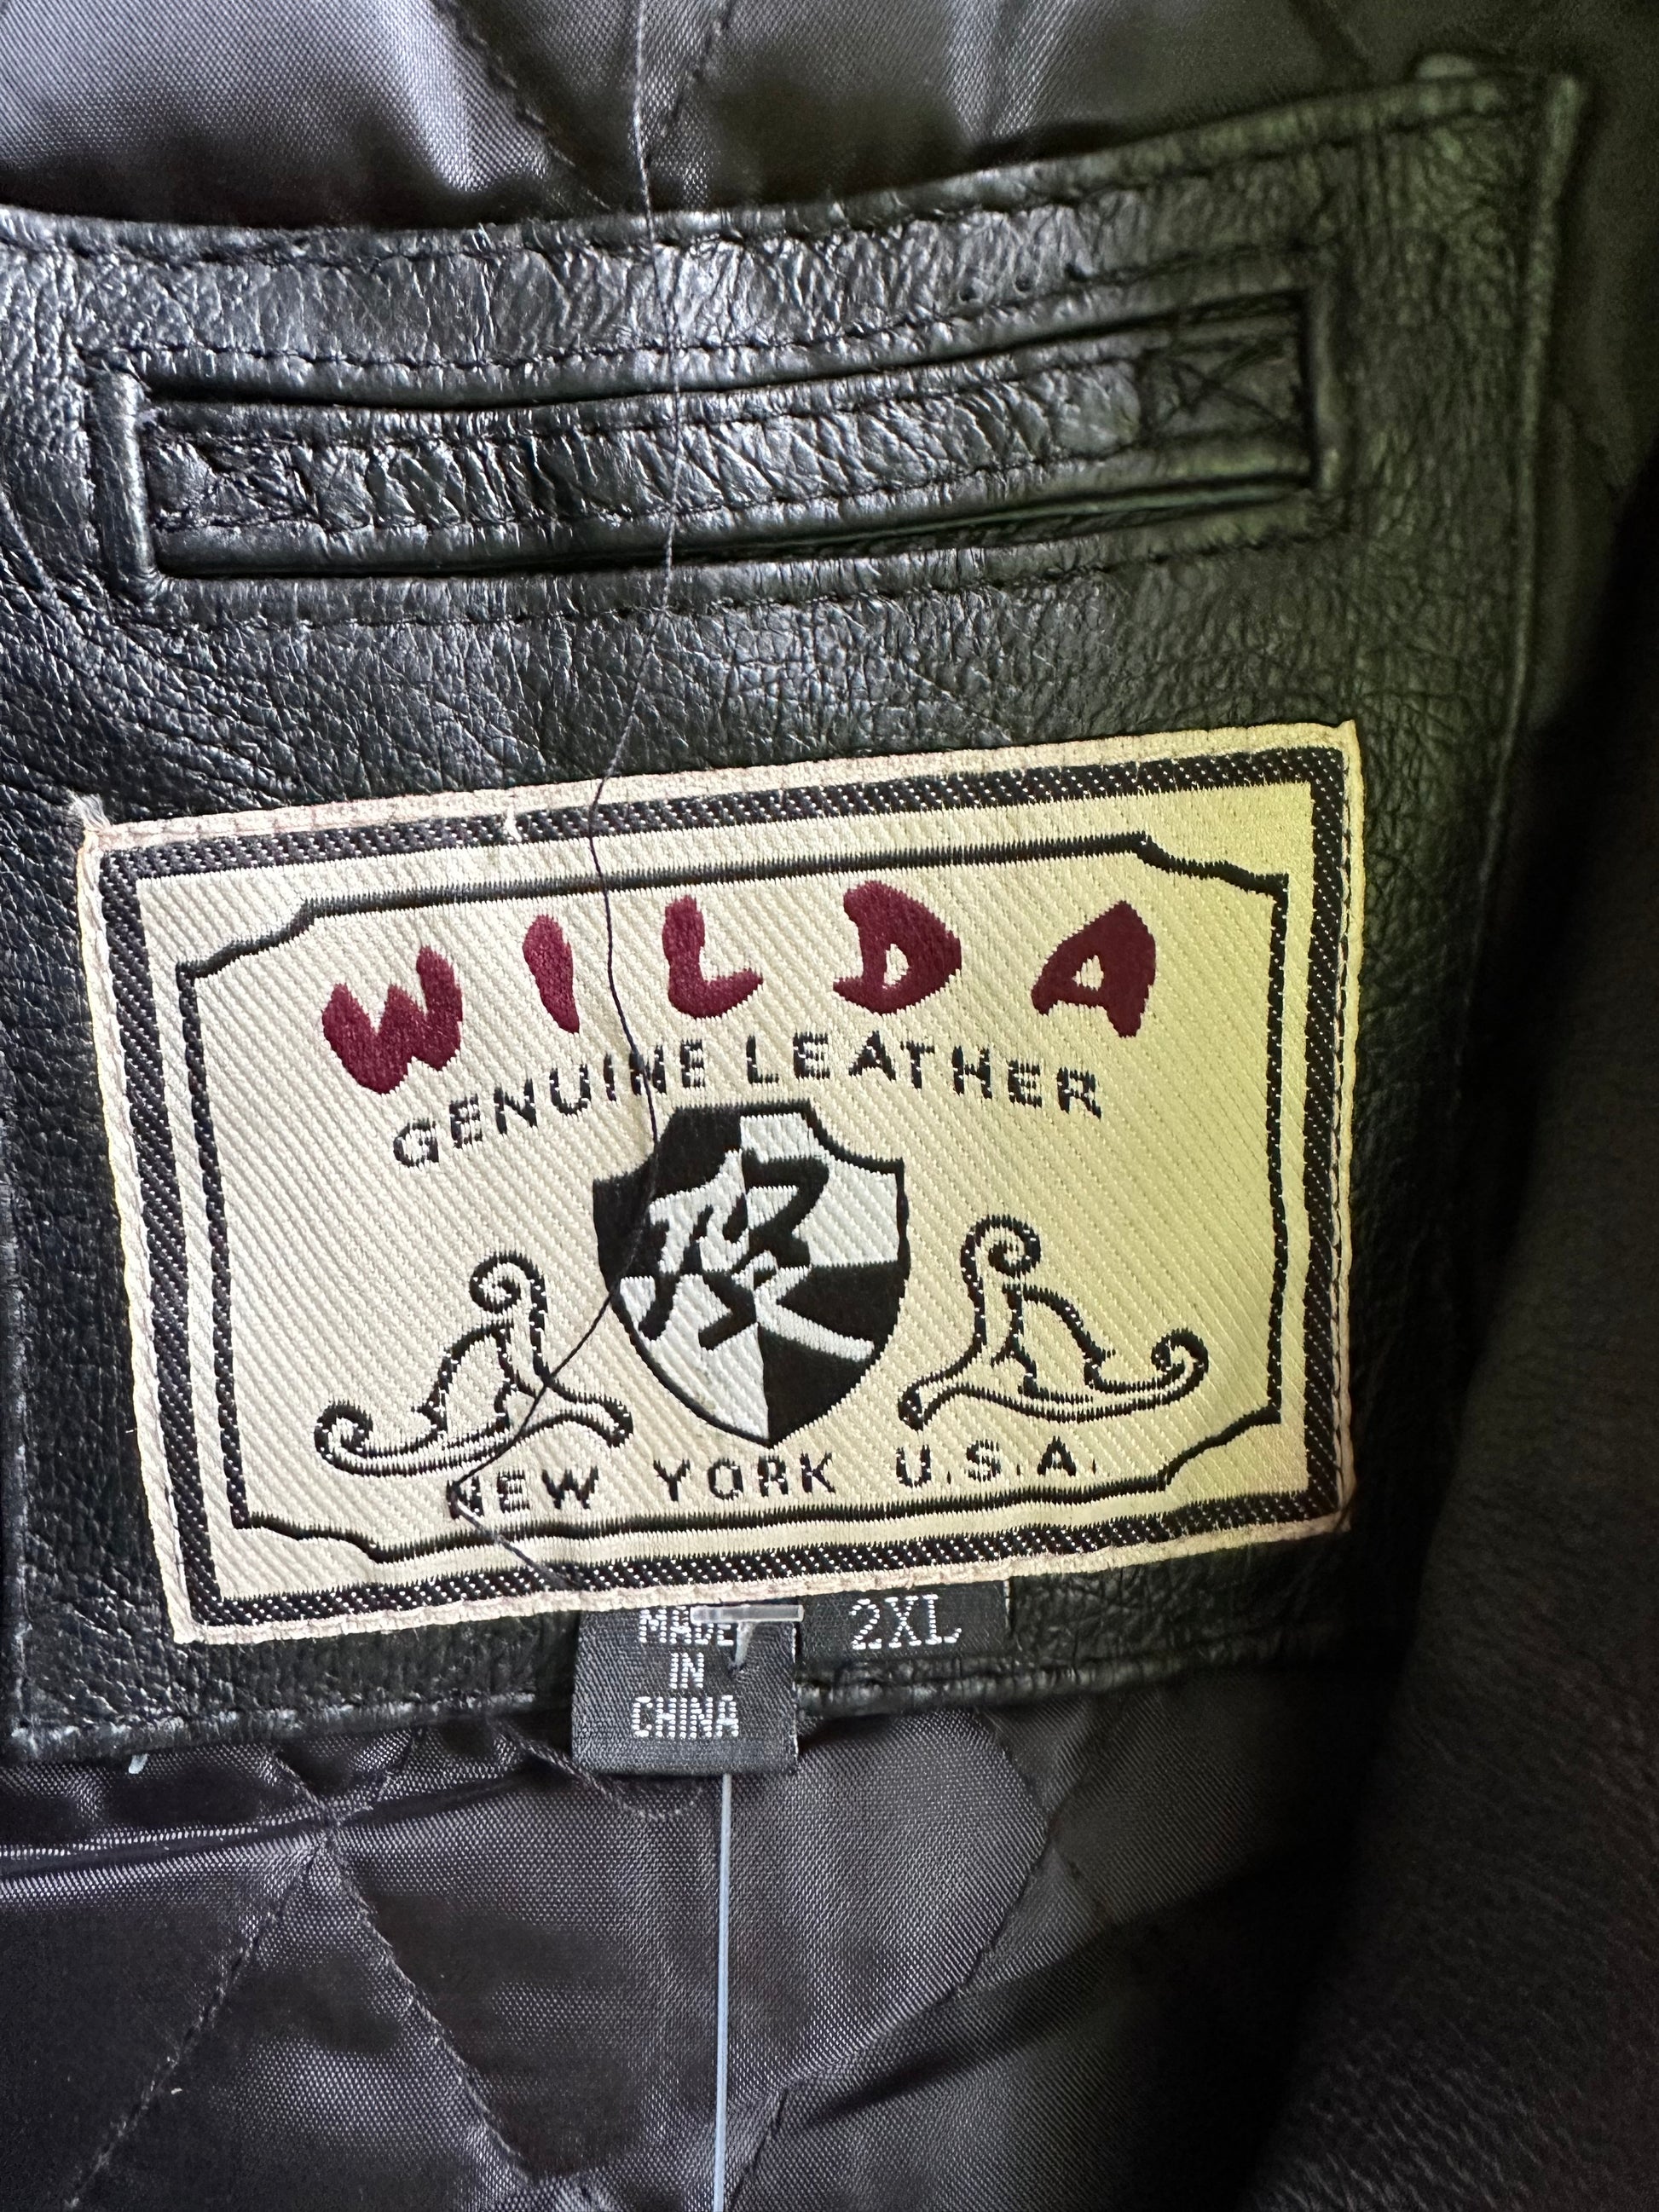 WILDA
GENUINE LEATHER
NEW YORK U.S.A.
MADE
IN
CHINA
2XL